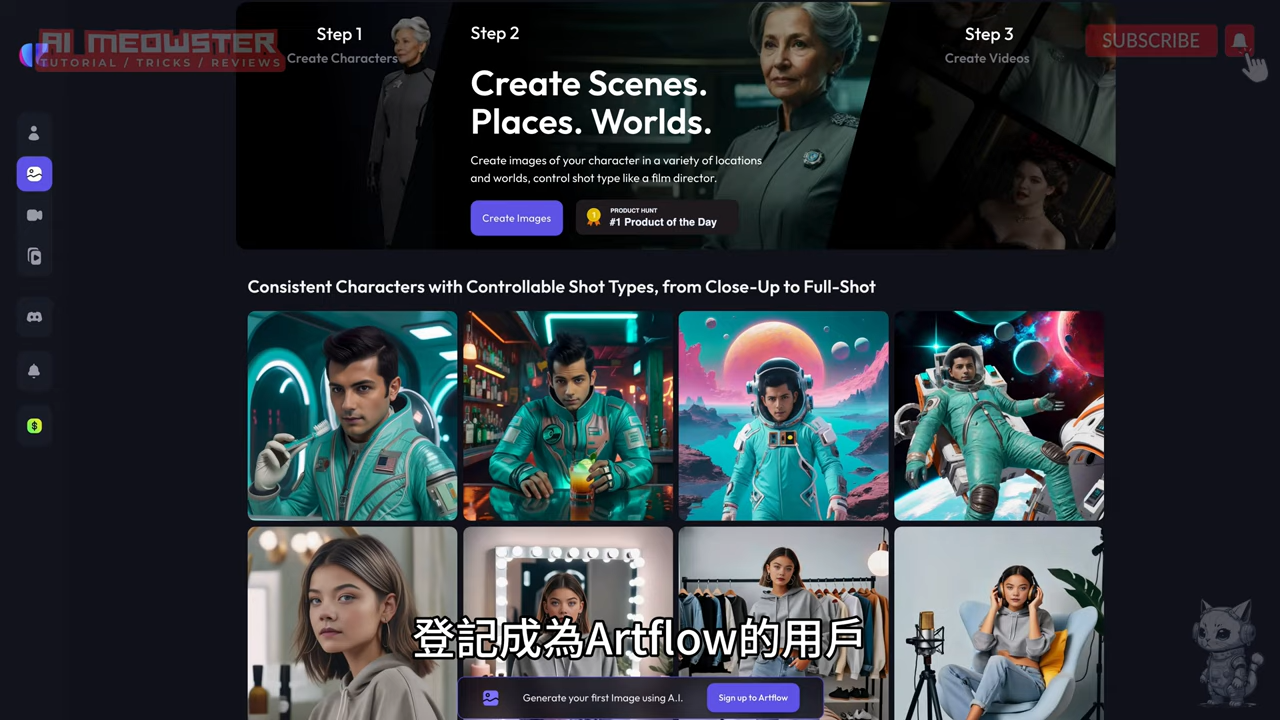 AI MEOWSTER
TUTORIAL / TRICKS / REVIEWS
Step 1
Create Characters
Step 2
Create Scenes.
Places. Worlds.
Create images of your character in a variety of locations
and worlds, control shot type like a film director.
Create Images
1
PRODUCT HUNT
#1 Product of the Day
Step 3
Create Videos
SUBSCRIBE
$
Consistent Characters with Controllable Shot Types, from Close-Up to Full-Shot
登記成為Artflow的用戶
Generate your first Image using A.I.
Sign up to Artflow